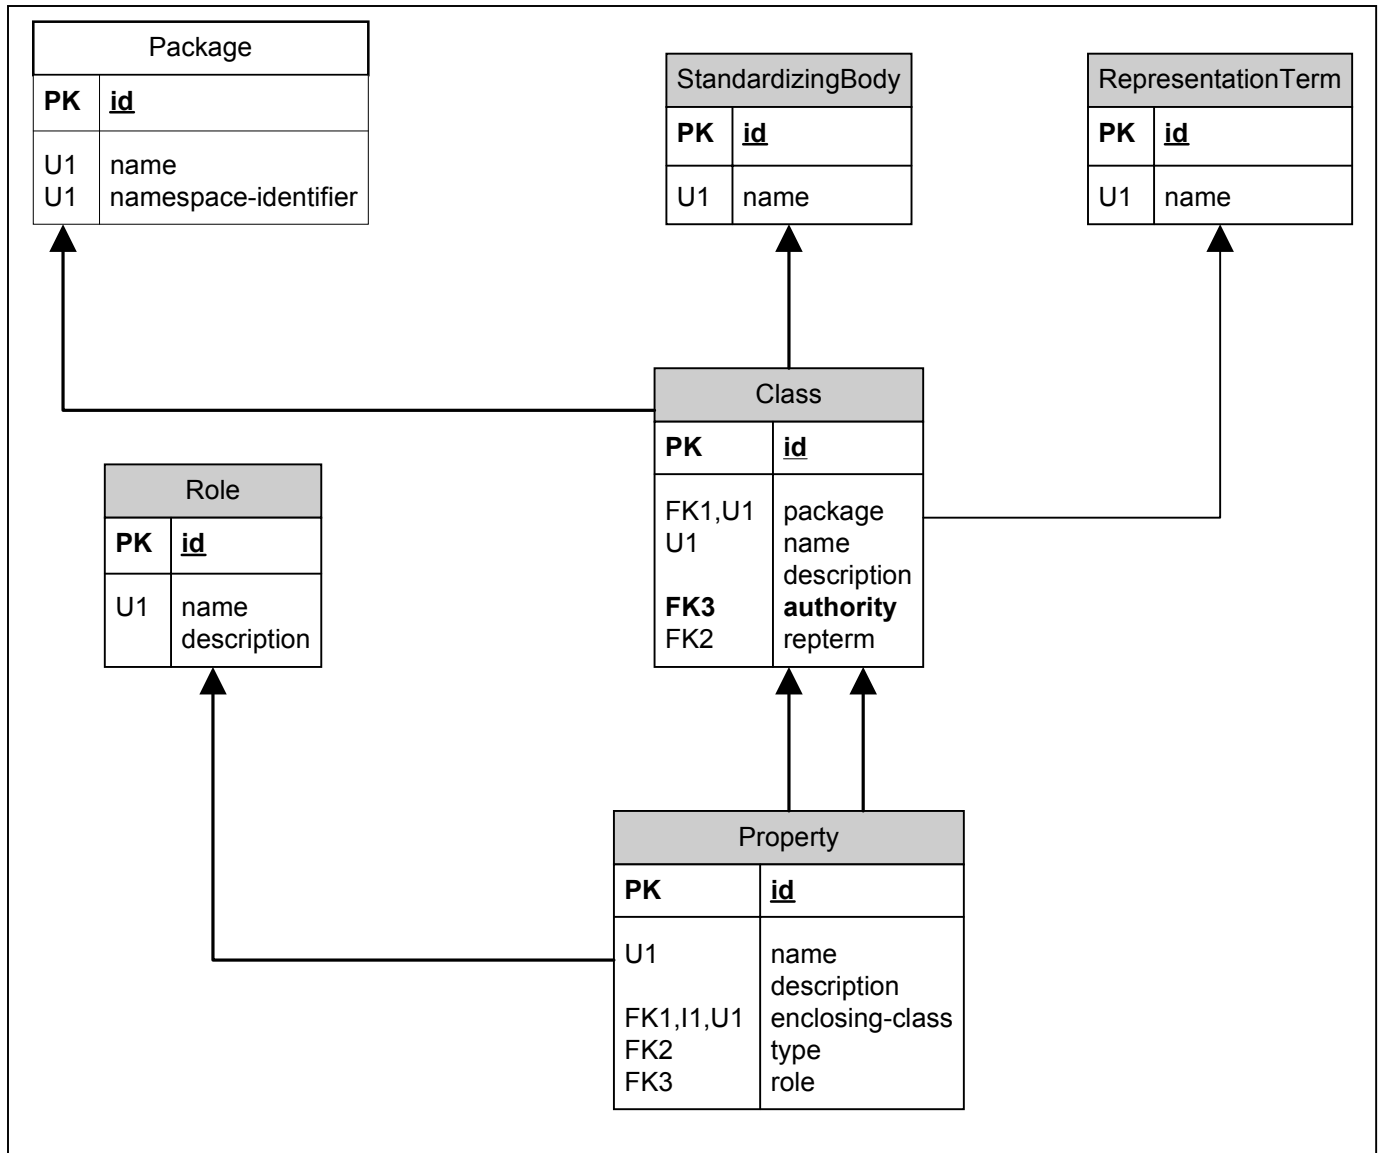 Package
PK id
U1 name
U1 namespace-identifier
StandardizingBody
PK id
U1 name
RepresentationTerm
PK id
U1 name
Class
PK id
FK1,U1 package
U1 name
description
FK3 authority
FK2 repterm
Role
PK id
U1 name
description
Property
PK id
U1 name
description
FK1,I1,U1 enclosing-class
FK2 type
FK3 role